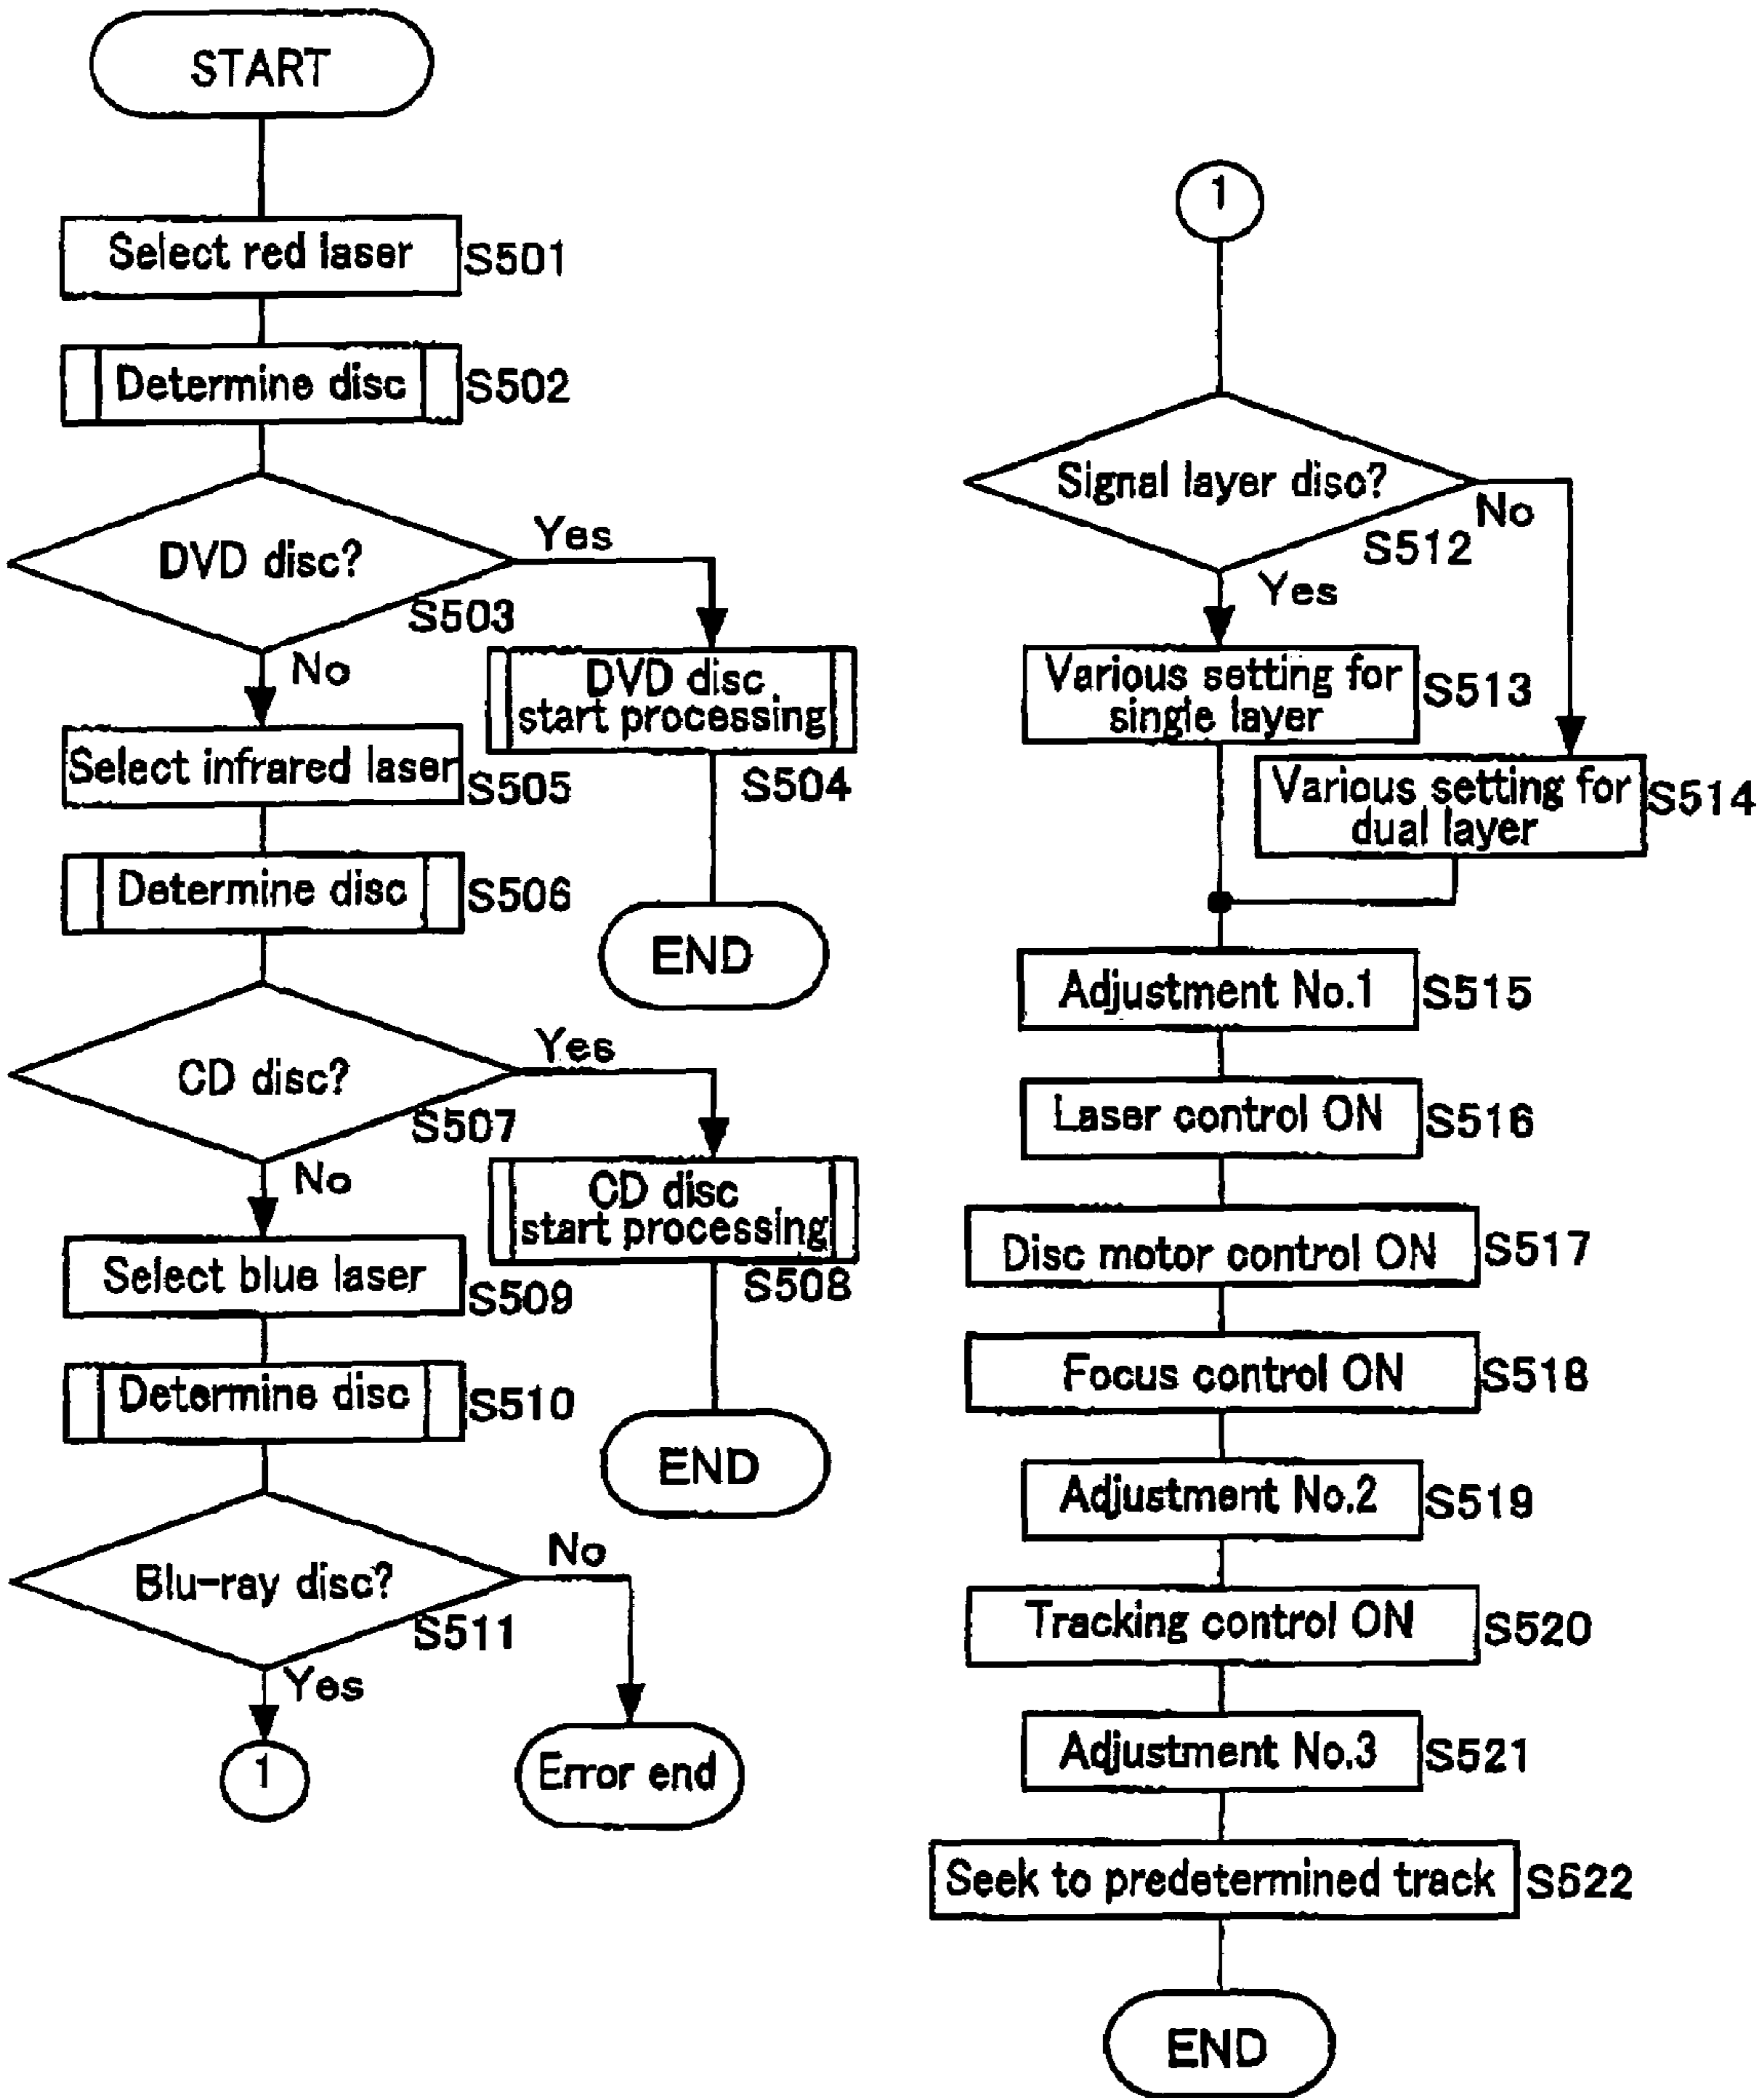 START
Select red laser
S501
Determine disc
S502
DVD disc?
S503
Yes
No
DVD disc
start processing
S504
END
Select infrared laser
S505
Determine disc
S506
CD disc?
S507
Yes
No
CD disc
start processing
S508
END
Select blue laser
S509
Determine disc
S510
Blu-ray disc?
S511
No
Yes
1
Error end
1
Signal layer disc?
S512
No
Yes
Various setting for
single layer
S513
Various setting for
dual layer
S514
Adjustment No.1
S515
Laser control ON
S516
Disc motor control ON
S517
Focus control ON
S518
Adjustment No.2
S519
Tracking control ON
S520
Adjustment No.3
S521
Seek to predetermined track
S522
END